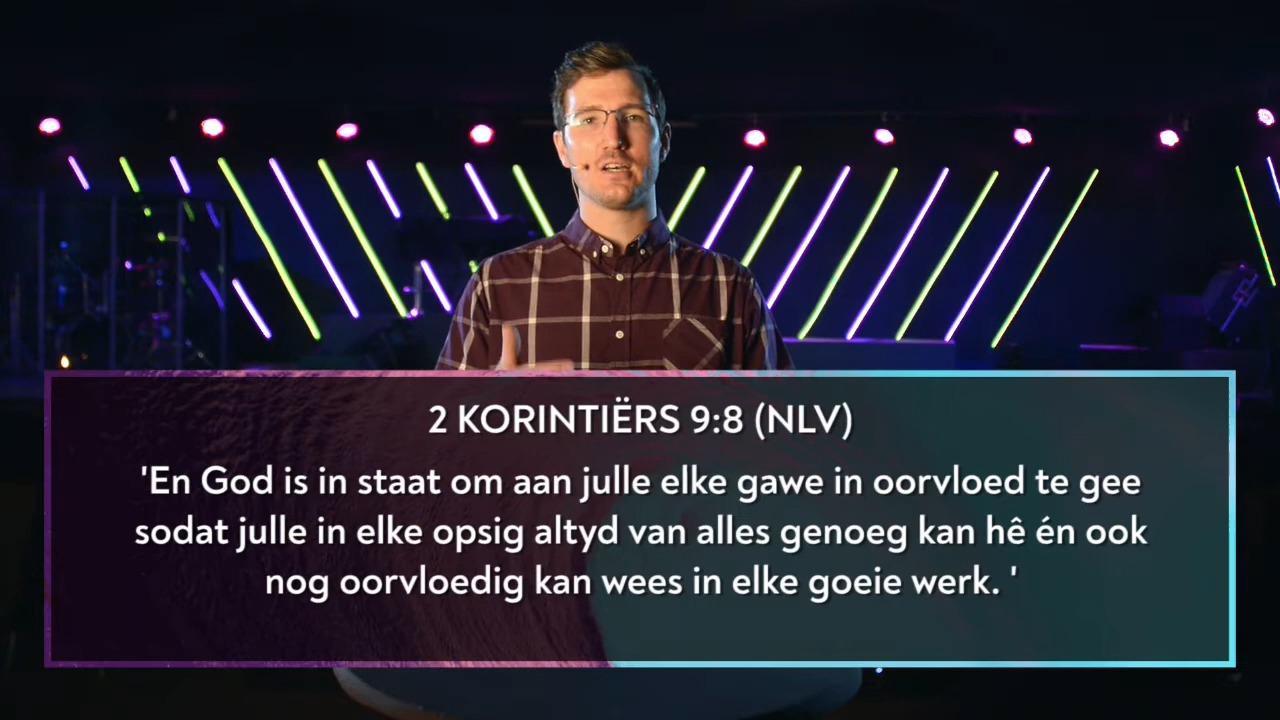 2 KORINTIËRS 9:8 (NLV)
'En God is in staat om aan julle elke gawe in oorvloed te gee
sodat julle in elke opsig altyd van alles genoeg kan hê én ook
nog oorvloedig kan wees in elke goeie werk. '